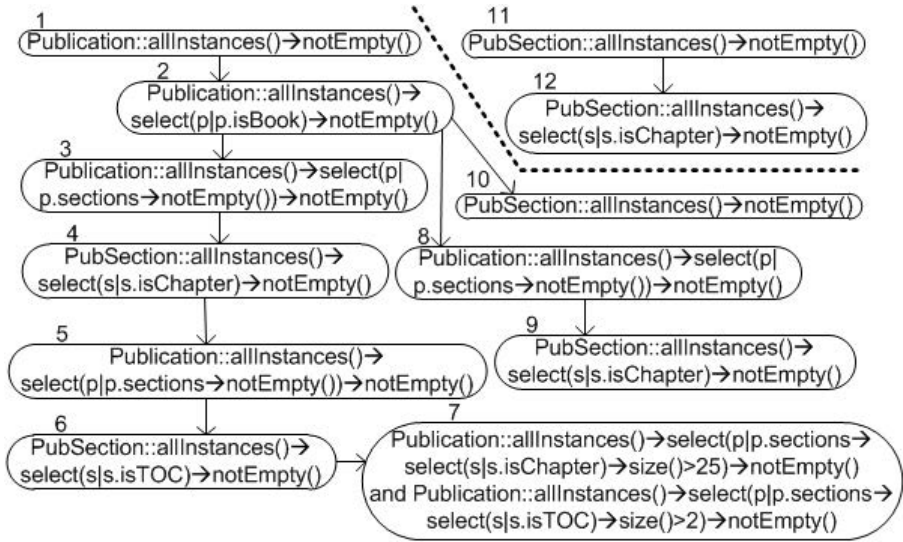 1
Publication::allInstances()→notEmpty()
2
Publication::allInstances()→
select(p|p.isBook)→notEmpty()
3
Publication::allInstances()→select(p|
p.sections→notEmpty())→notEmpty()
4
PubSection::allInstances()→
select(s|s.isChapter)→notEmpty()
5
Publication::allInstances()→
select(p|p.sections→notEmpty())→notEmpty()
6
PubSection::allInstances()→
select(s|s.isTOC)→notEmpty()
7
Publication::allInstances()→select(p|p.sections→
select(s|s.isChapter)→size()>25)→notEmpty()
and Publication::allInstances()→select(p|p.sections→
select(s|s.isTOC)→size()>2)→notEmpty()
8
Publication::allInstances()→select(p|
p.sections→notEmpty())→notEmpty()
9
PubSection::allInstances()→
select(s|s.isChapter)→notEmpty()
10
PubSection::allInstances()→notEmpty()
11
PubSection::allInstances()→notEmpty()
12
PubSection::allInstances()→
select(s|s.isChapter)→notEmpty()